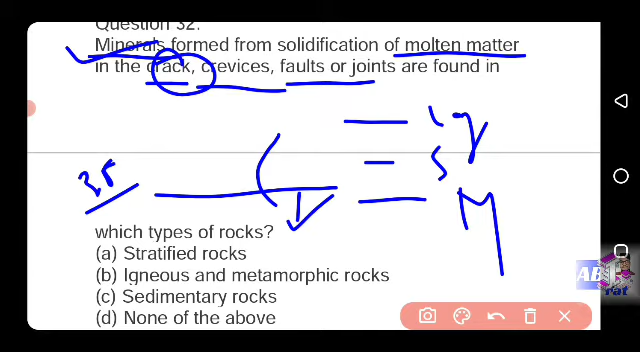 Question 32.
Minerals formed from solidification of molten matter
in the crack, crevices, faults or joints are found in
Ig
S
M
which types of rocks?
(a) Stratified rocks
(b) Igneous and metamorphic rocks
(c) Sedimentary rocks
(d) None of the above